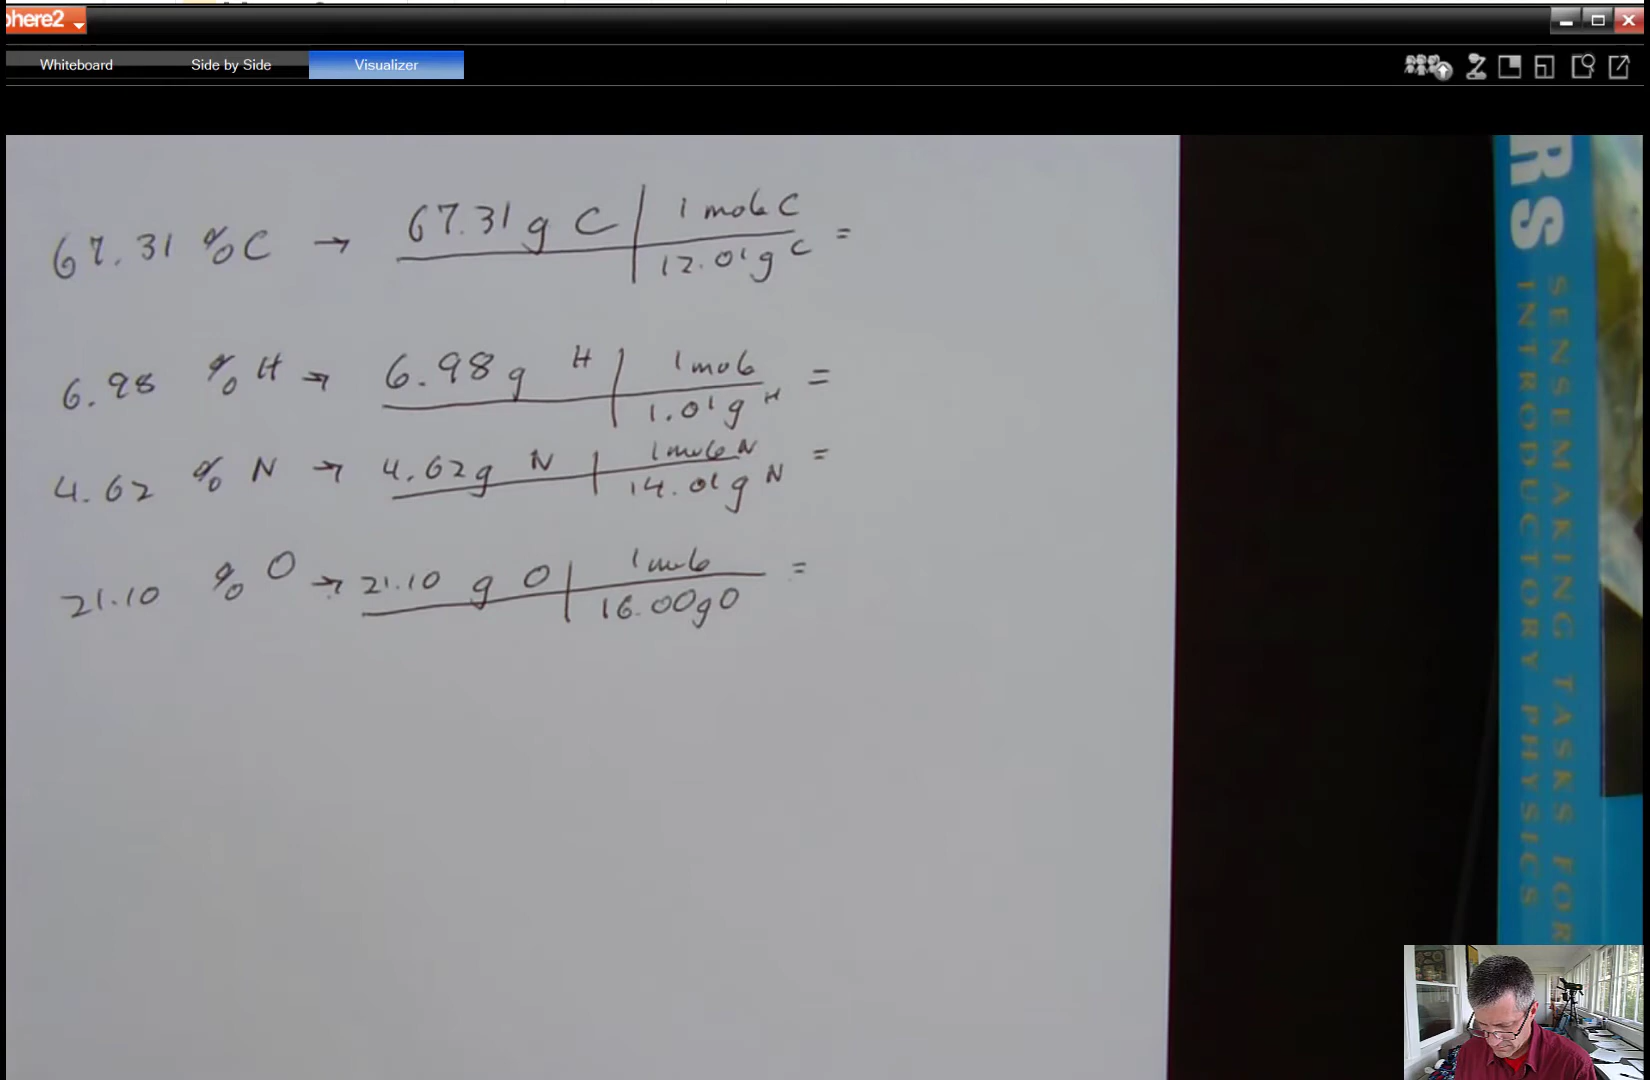 phere2
Whiteboard Side by Side Visualizer
67.31 % C → 67.31 g C | 1 mole C
12.01 g C =
6.98 % H → 6.98 g H | 1 mole
1.01 g H =
4.62 % N → 4.62 g N | 1 mole N
14.01 g N =
21.10 % O → 21.10 g O | 1 mole
16.00 g O =
RS
SENSEMAKING TASKS FOR
INTRODUCTORY PHYSICS